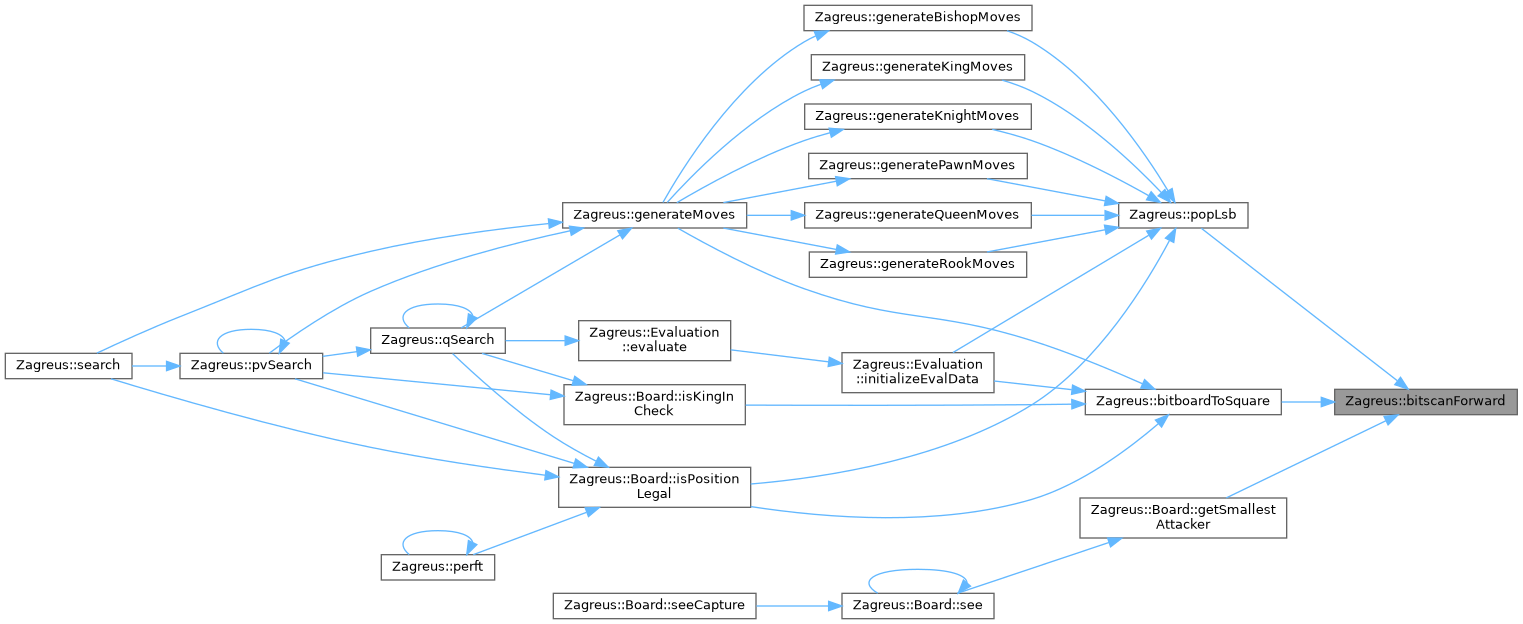 Zagreus::generateBishopMoves
Zagreus::generateKingMoves
Zagreus::generateKnightMoves
Zagreus::generatePawnMoves
Zagreus::generateMoves
Zagreus::generateQueenMoves
Zagreus::popLsb
Zagreus::generateRookMoves
Zagreus::qSearch
Zagreus::Evaluation
::evaluate
Zagreus::search
Zagreus::pvSearch
Zagreus::Evaluation
::initializeEvalData
Zagreus::Board::isKingIn
Check
Zagreus::bitboardToSquare
Zagreus::bitscanForward
Zagreus::Board::isPosition
Legal
Zagreus::Board::getSmallest
Attacker
Zagreus::perft
Zagreus::Board::seeCapture
Zagreus::Board::see